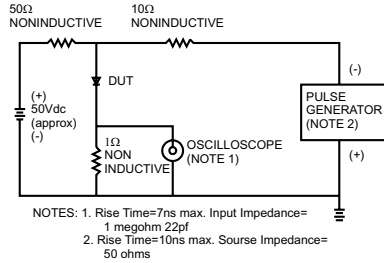 50Ω
NONINDUCTIVE
10Ω
NONINDUCTIVE
(+)
50Vdc
(approx)
(-)
DUT
1Ω
NON
INDUCTIVE
OSCILLOSCOPE
(NOTE 1)
(-)
PULSE
GENERATOR
(NOTE 2)
(+)
NOTES: 1. Rise Time=7ns max. Input Impedance=
1 megohm 22pf
2. Rise Time=10ns max. Sourse Impedance=
50 ohms